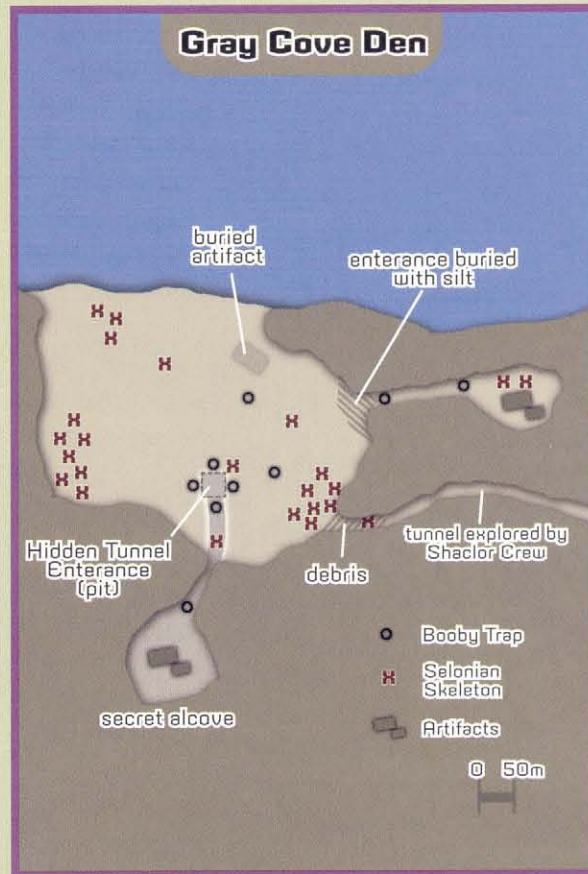 Gray Cove Den
buried
artifact
enterance buried
with silt
Hidden Tunnel
Enterance
(pit)
debris
tunnel explored by
Shaclor Crew
secret alcove
Booby Trap
Selonian
Skeleton
Artifacts
0 50m